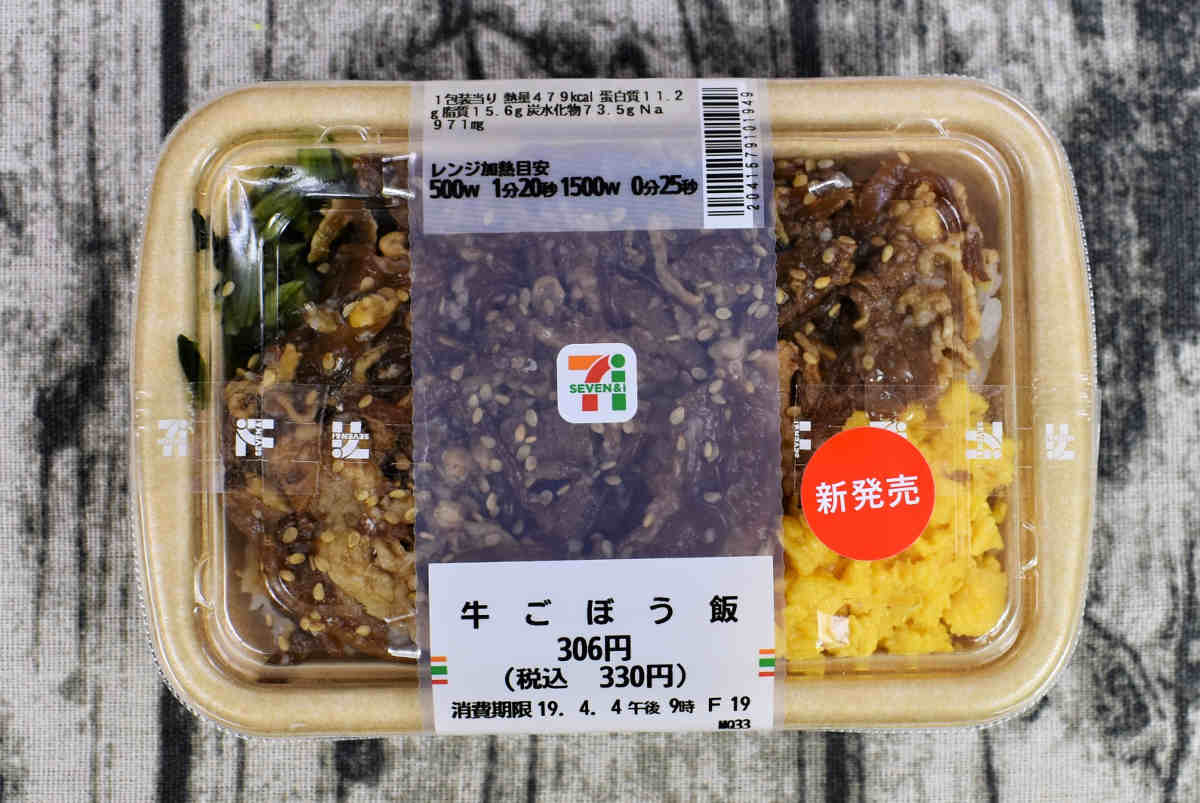 1包装当り 熱量479kcal 蛋白質11.2
g脂質15.6g炭水化物73.5gNa
971mg
レンジ加熱目安
500W 1分20秒 1500W 0分25秒
2041679101949
SEVEN&i
SEVEN&i
新発売
牛ごぼう飯
306円
(税込 330円)
消費期限 19. 4. 4 午後 9時 F 19
M033